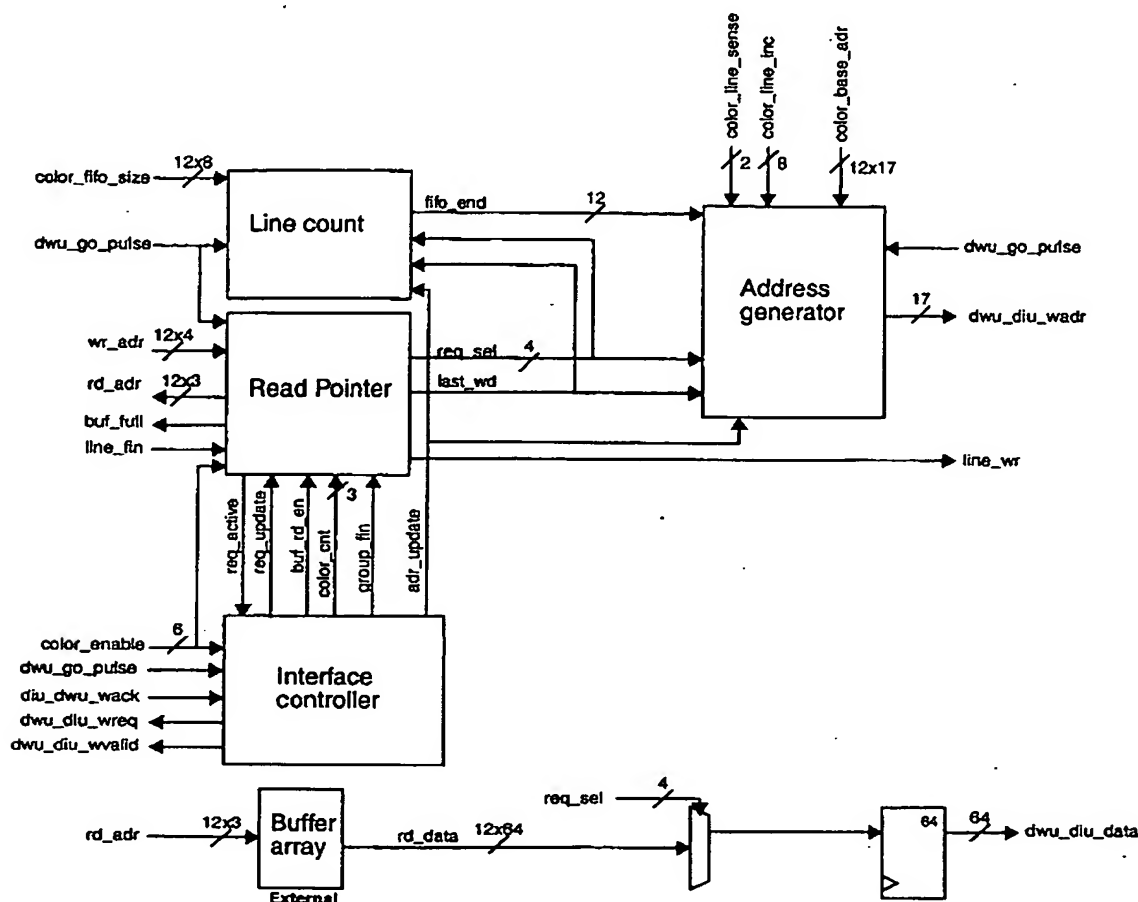 color_line_sense
color_line_inc
color_base_adr
2
8
12x17
color_fifo_size
12x8
Line count
fifo_end
12
dwu_go_pulse
dwu_go_pulse
Address
generator
17
dwu_diu_wadr
wr_adr
12x4
rd_adr
12x3
buf_full
line_fin
Read Pointer
req_sel
4
last_wd
line_wr
req_active
req_update
buf_rd_en
color_cnt
3
group_fin
adr_update
color_enable
6
dwu_go_pulse
diu_dwu_wack
dwu_diu_wreq
dwu_diu_wvalid
Interface
controller
req_sel
4
rd_adr
12x3
Buffer
array
External
rd_data
12x64
64
64
dwu_diu_data